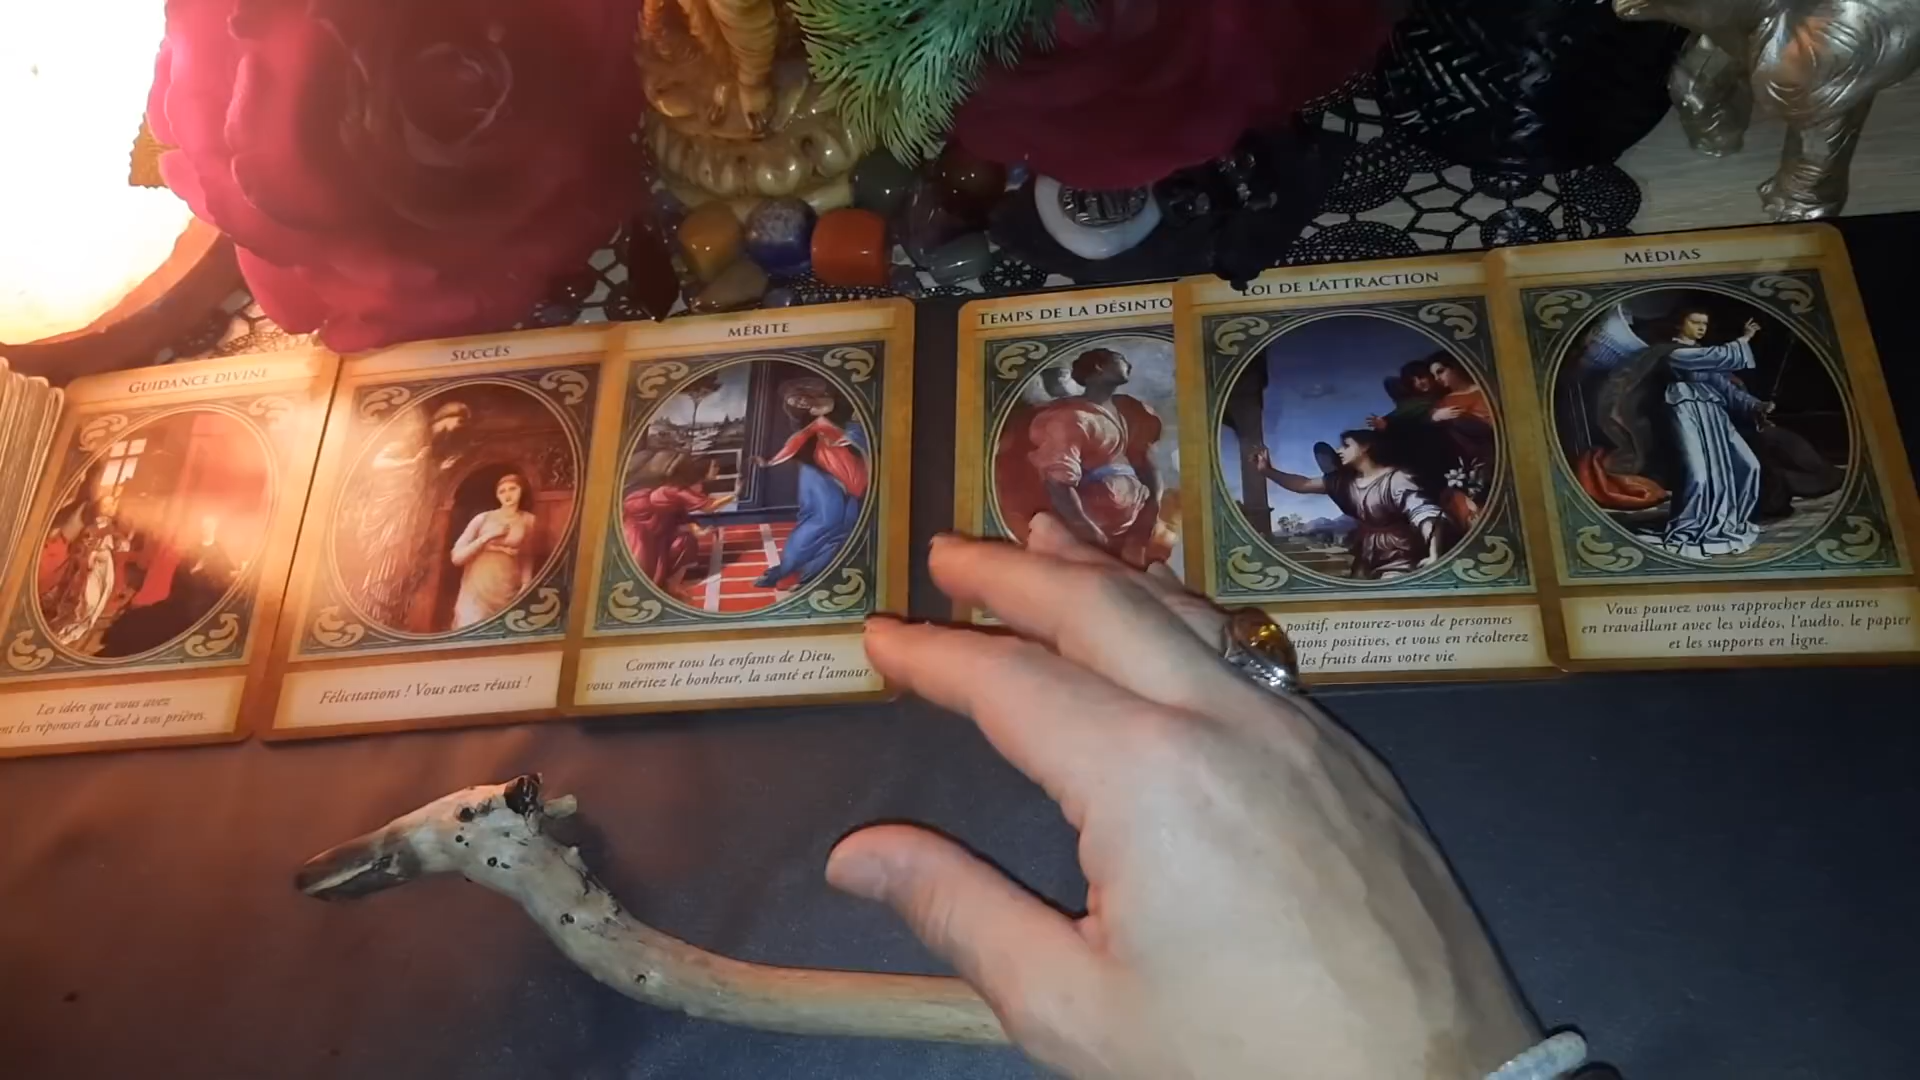 GUIDANCE DIVINE
Les idées que vous avez
les réponses du Ciel à vos prières.
SUCCÈS
Félicitations ! Vous avez réussi !
MÉRITE
Comme tous les enfants de Dieu,
vous méritez le bonheur, la santé et l'amour.
TEMPS DE LA DÉSINTO
LOI DE L'ATTRACTION
positif, entourez-vous de personnes
positives, et vous en récolterez
les fruits dans votre vie.
MÉDIAS
Vous pouvez vous rapprocher des autres
en travaillant avec les vidéos, l'audio, le papier
et les supports en ligne.